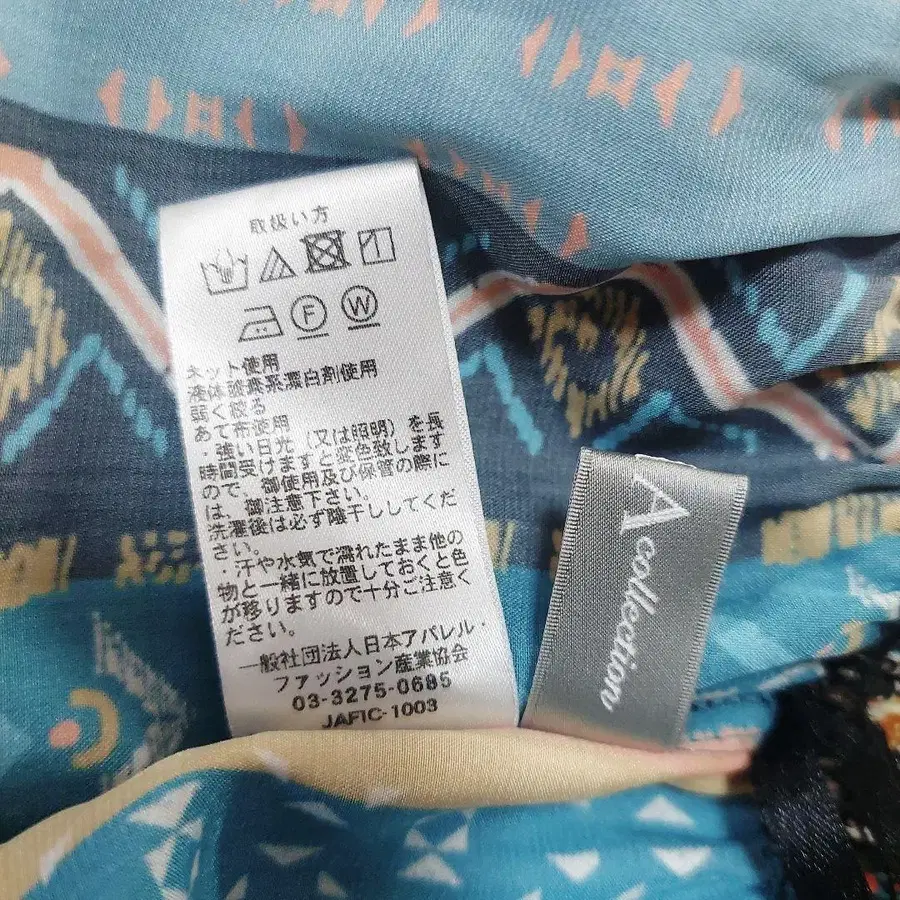 取扱い方
F W
ネット使用
液体酸素系漂白剤使用
弱く絞る
あて布使用
・強い日光(又は照明)を長
時間受けますと変色致します
ので、御使用及び保管の際に
は、御注意下さい。
洗濯後は必ず陰干ししてくだ
さい。
・汗や水気で濡れたまま他の
物と一緒に放置しておくと色
が移りますので十分ご注意く
ださい。
一般社団法人日本アパレル・
ファッション産業協会
03-3275-0685
JAFIC-1003
A collection